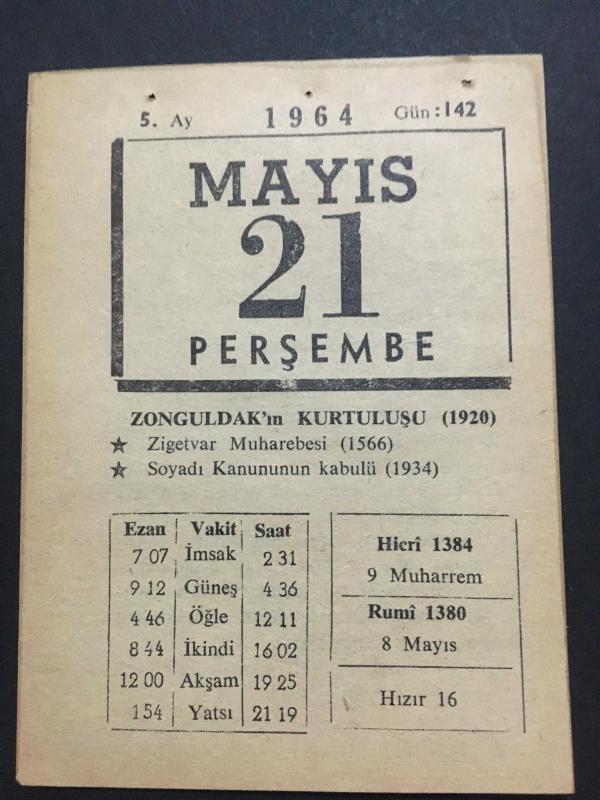 5. Ay 1964 Gün: 142
MAYIS
21
PERŞEMBE
ZONGULDAK'ın KURTULUŞU (1920)
Zigetvar Muharebesi (1566)
Soyadı Kanununun kabulü (1934)
Ezan Vakit Saat
7 07 İmsak 2 31
9 12 Güneş 4 36
4 46 Öğle 12 11
8 44 İkindi 16 02
12 00 Akşam 19 25
1 54 Yatsı 21 19
Hicrî 1384
9 Muharrem
Rumî 1380
8 Mayıs
Hızır 16